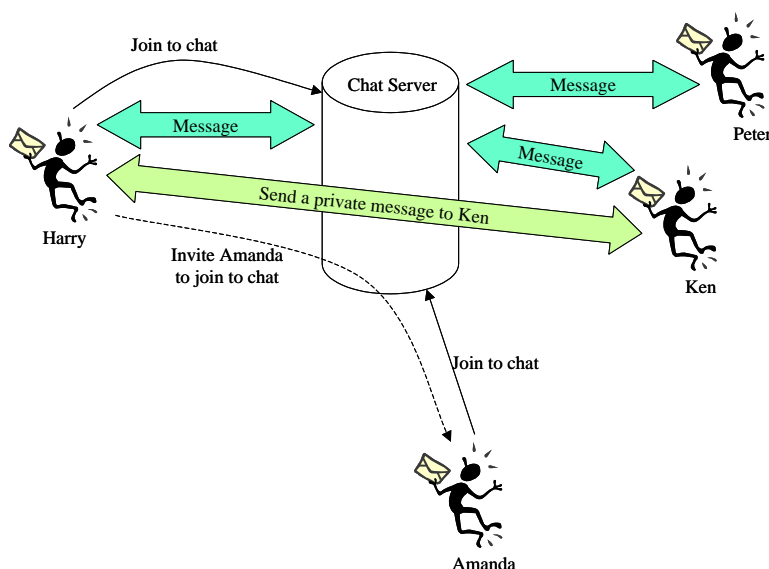 Join to chat
Chat Server
Message
Peter
Message
Message
Send a private message to Ken
Harry
Invite Amanda
to join to chat
Ken
Join to chat
Amanda